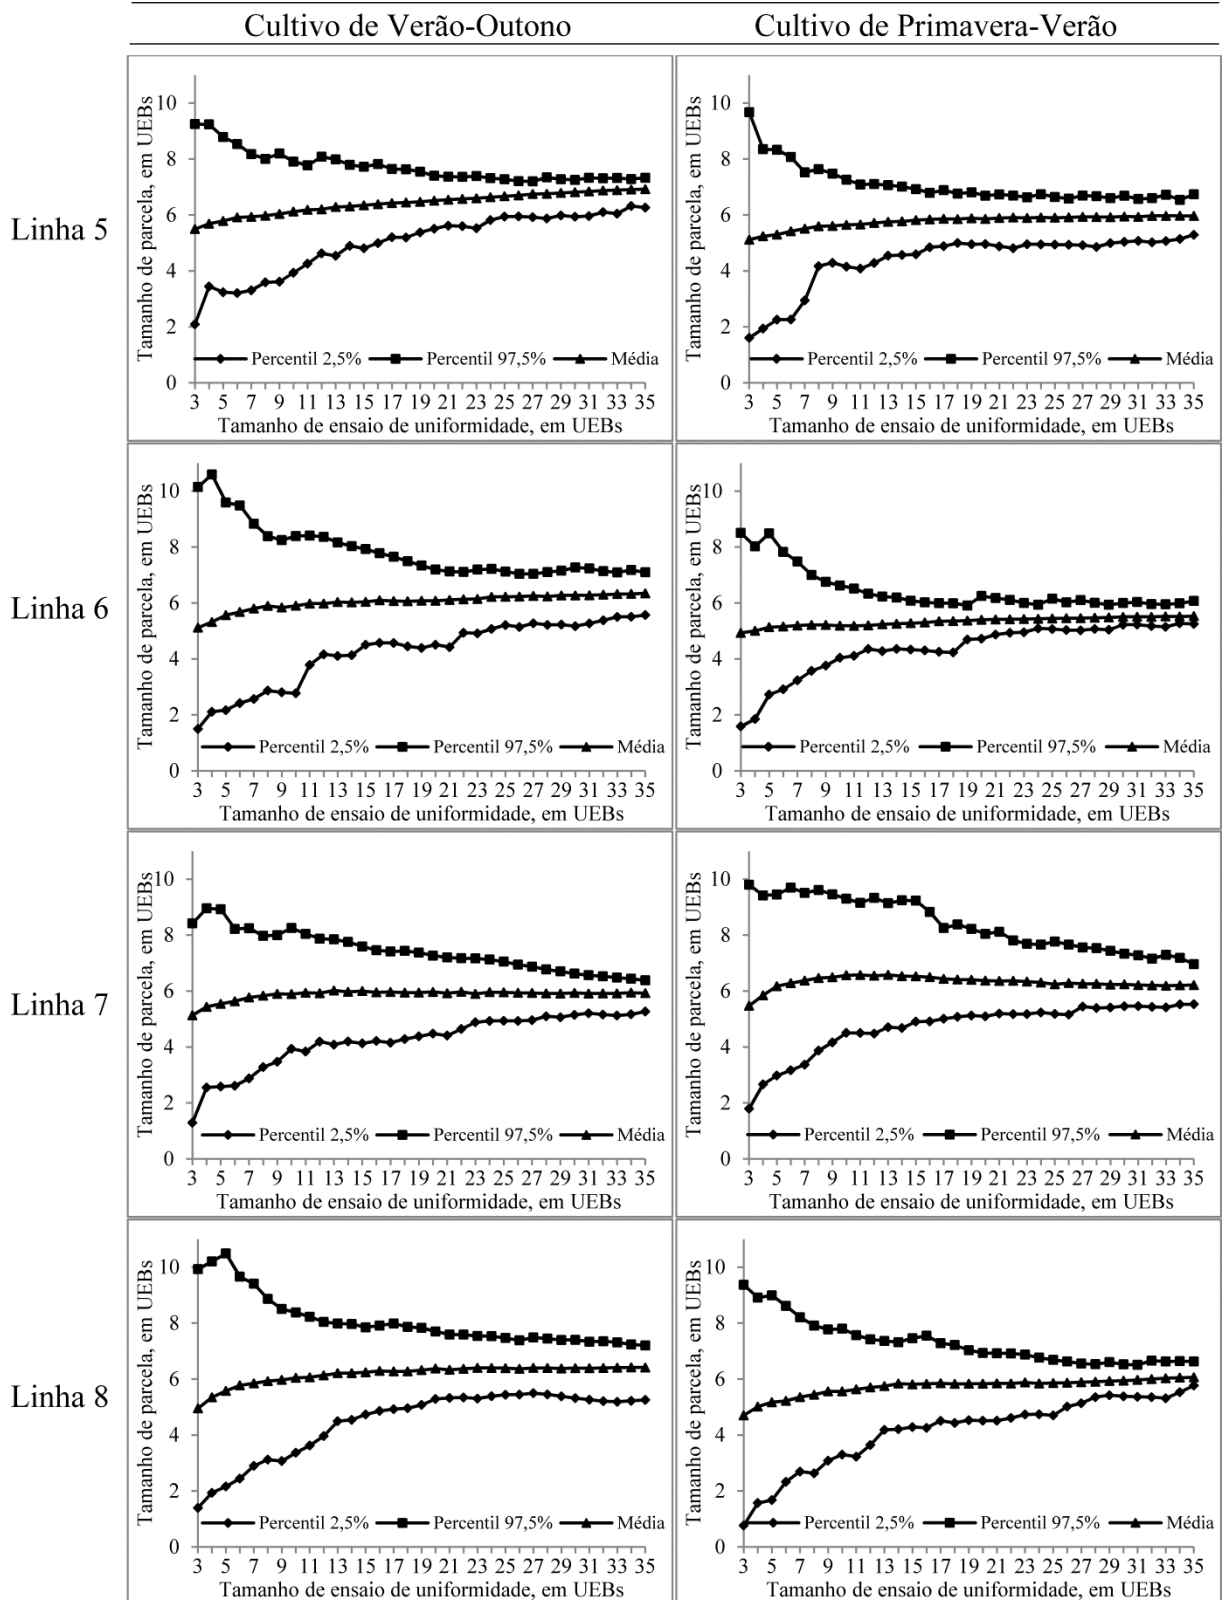 Cultivo de Verão-Outono Cultivo de Primavera-Verão
Linha 5
Tamanho de parcela, em UEBs
10
8
6
4
2
0
Percentil 2,5% Percentil 97,5% Média
3 5 7 9 11 13 15 17 19 21 23 25 27 29 31 33 35
Tamanho de ensaio de uniformidade, em UEBs
Tamanho de parcela, em UEBs
10
8
6
4
2
0
Percentil 2,5% Percentil 97,5% Média
3 5 7 9 11 13 15 17 19 21 23 25 27 29 31 33 35
Tamanho de ensaio de uniformidade, em UEBs
Linha 6
Tamanho de parcela, em UEBs
10
8
6
4
2
0
Percentil 2,5% Percentil 97,5% Média
3 5 7 9 11 13 15 17 19 21 23 25 27 29 31 33 35
Tamanho de ensaio de uniformidade, em UEBs
Tamanho de parcela, em UEBs
10
8
6
4
2
0
Percentil 2,5% Percentil 97,5% Média
3 5 7 9 11 13 15 17 19 21 23 25 27 29 31 33 35
Tamanho de ensaio de uniformidade, em UEBs
Linha 7
Tamanho de parcela, em UEBs
10
8
6
4
2
0
Percentil 2,5% Percentil 97,5% Média
3 5 7 9 11 13 15 17 19 21 23 25 27 29 31 33 35
Tamanho de ensaio de uniformidade, em UEBs
Tamanho de parcela, em UEBs
10
8
6
4
2
0
Percentil 2,5% Percentil 97,5% Média
3 5 7 9 11 13 15 17 19 21 23 25 27 29 31 33 35
Tamanho de ensaio de uniformidade, em UEBs
Linha 8
Tamanho de parcela, em UEBs
10
8
6
4
2
0
Percentil 2,5% Percentil 97,5% Média
3 5 7 9 11 13 15 17 19 21 23 25 27 29 31 33 35
Tamanho de ensaio de uniformidade, em UEBs
Tamanho de parcela, em UEBs
10
8
6
4
2
0
Percentil 2,5% Percentil 97,5% Média
3 5 7 9 11 13 15 17 19 21 23 25 27 29 31 33 35
Tamanho de ensaio de uniformidade, em UEBs